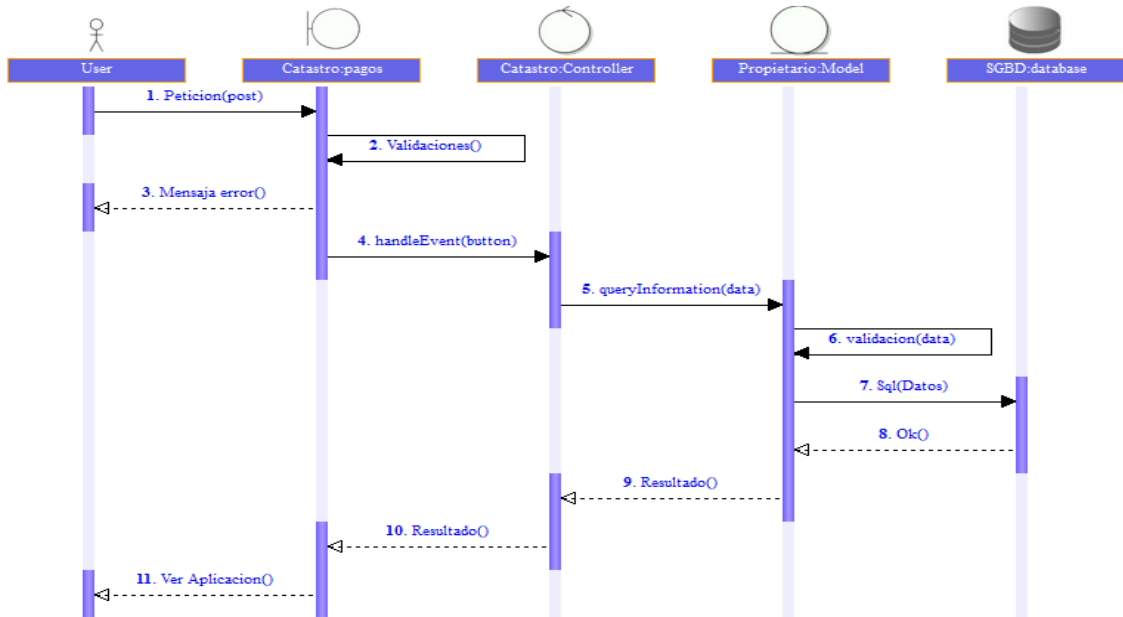 User
Catastro:pagos
Catastro:Controller
Propietario:Model
SGBD:database
1. Peticion(post)
2. Validaciones()
3. Mensaja error()
4. handleEvent(button)
5. queryInformation(data)
6. validacion(data)
7. Sql(Datos)
8. Ok()
9. Resultado()
10. Resultado()
11. Ver Aplicacion()